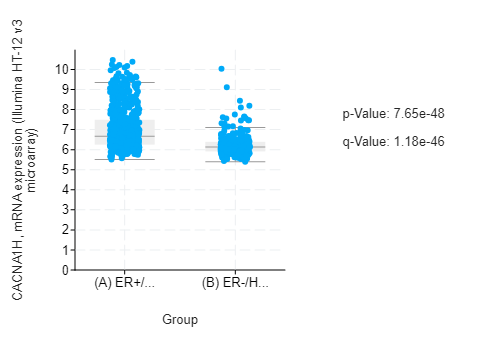 CACNA1H, mRNA expression (Illumina HT-12 v3
microarray)
10
9
8
7
6
5
4
3
2
1
0
(A) ER+/...
(B) ER-/H...
Group
p-Value: 7.65e-48
q-Value: 1.18e-46